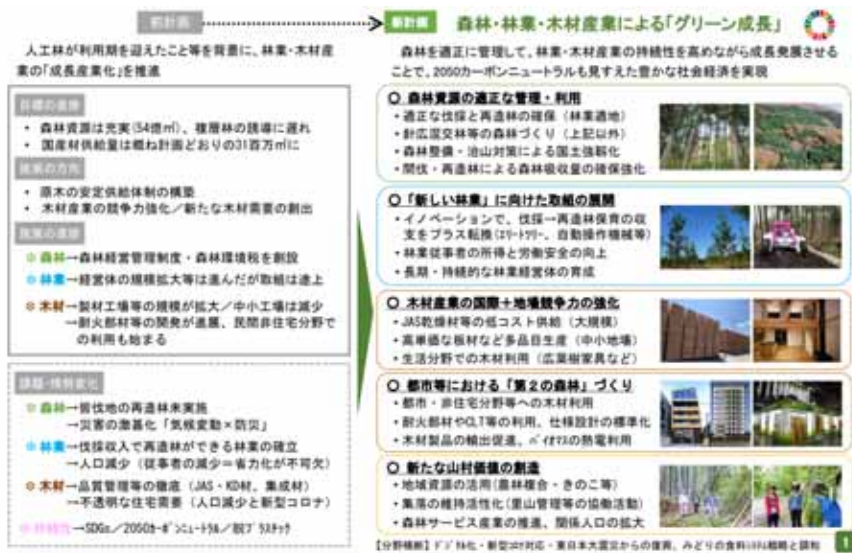 前計画
新計画 森林・林業・木材産業による「グリーン成長」
人工林が利用期を迎えたこと等を背景に、林業・木材産
業の「成長産業化」を推進
目標の進捗
・ 森林資源は充実(54億㎥)、複層林の誘導に遅れ
・ 国産材供給量は概ね計画どおりの31百万㎥に
施策の方向
・ 原木の安定供給体制の構築
・ 木材産業の競争力強化／新たな木材需要の創出
施策の進捗
森林→森林経営管理制度・森林環境税を創設
林業→経営体の規模拡大等は進んだが取組は途上
木材→製材工場等の規模が拡大／中小工場は減少
→耐火部材等の開発が進展、民間非住宅分野で
の利用も始まる
課題・情勢変化
森林→皆伐地の再造林未実施
→災害の激甚化「気候変動×防災」
林業→伐採収入で再造林ができる林業の確立
→人口減少（従事者の減少＝省力化が不可欠）
木材→品質管理等の徹底（JAS・KD材、集成材）
→不透明な住宅需要（人口減少と新型コロナ）
持続性→SDGs／2050カーボンニュートラル／脱プラスチック
森林を適正に管理して、林業・木材産業の持続性を高めながら成長発展させる
ことで、2050カーボンニュートラルも見すえた豊かな社会経済を実現
〇 森林資源の適正な管理・利用
・適正な伐採と再造林の確保（林業適地）
・針広混交林等の森林づくり（上記以外）
・森林整備・治山対策による国土強靱化
・間伐・再造林による森林吸収量の確保強化
〇 「新しい林業」に向けた取組の展開
・イノベーションで、伐採→再造林保育の収
支をプラス転換（エリートツリー、自動操作機械等）
・林業従事者の所得と労働安全の向上
・長期・持続的な林業経営体の育成
〇 木材産業の国際＋地場競争力の強化
・JAS乾燥材等の低コスト供給（大規模）
・高単価な板材など多品目生産（中小地場）
・生活分野での木材利用（広葉樹家具など）
〇 都市等における「第２の森林」づくり
・都市・非住宅分野等への木材利用
・耐火部材やCLT等の利用、仕様設計の標準化
・木材製品の輸出促進、バイオマスの熱電利用
〇 新たな山村価値の創造
・地域資源の活用（農林複合・きのこ等）
・集落の維持活性化（里山管理等の協働活動）
・森林サービス産業の推進、関係人口の拡大
【分野横断】デジタル化・新型コロナ対応・東日本大震災からの復興、みどりの食料システム戦略と調和
1